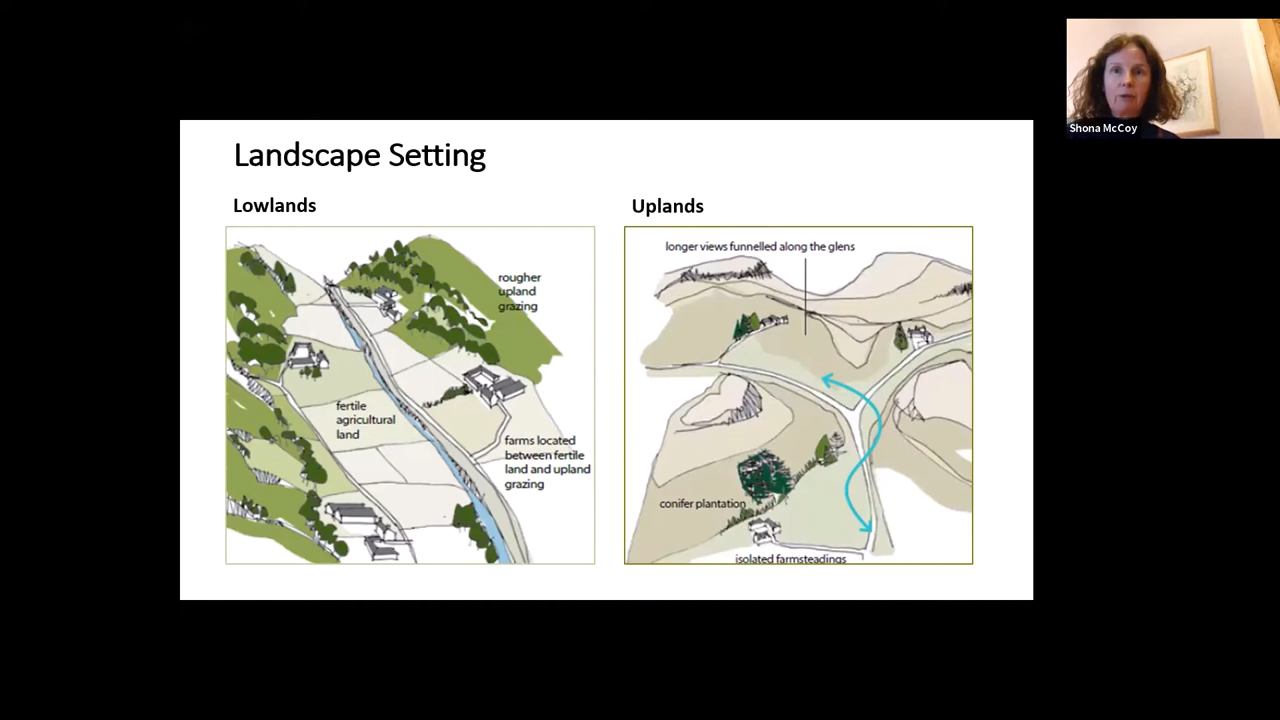 Landscape Setting
Lowlands
rougher
upland
grazing
fertile
agricultural
land
farms located
between fertile
land and upland
grazing
Uplands
longer views funnelled along the glens
conifer plantation
isolated farmsteadings
Shona McCoy